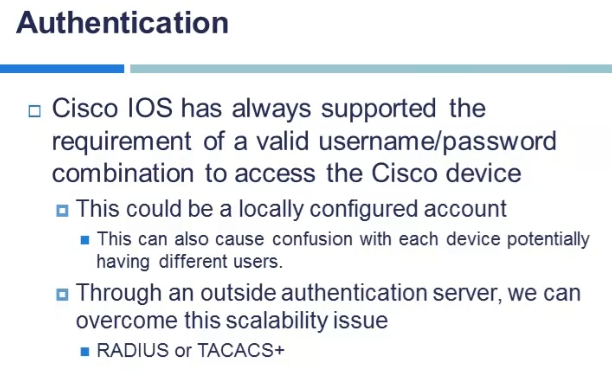 Authentication
Cisco IOS has always supported the
requirement of a valid username/password
combination to access the Cisco device
This could be a locally configured account
This can also cause confusion with each device potentially
having different users.
Through an outside authentication server, we can
overcome this scalability issue
RADIUS or TACACS+